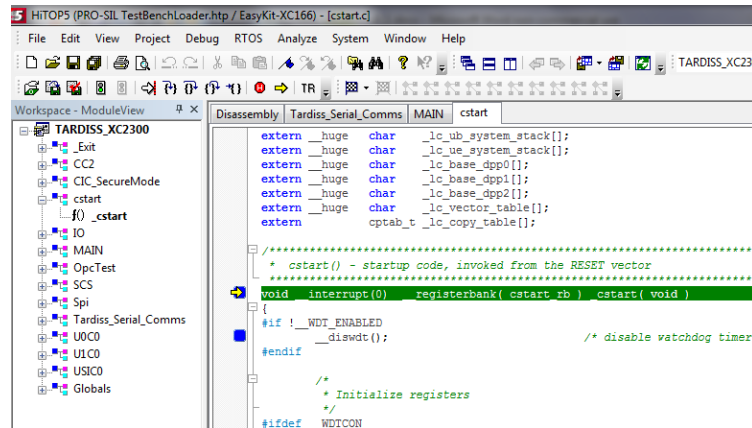 HiTOP5 (PRO-SIL TestBenchLoader.htp / EasyKit-XC166) - [cstart.c]
File Edit View Project Debug RTOS Analyze System Window Help
TARDISS_XC23
TR
Workspace - ModuleView
Disassembly Tardiss_Serial_Comms MAIN cstart
TARDISS_XC2300
_Exit
CC2
CIC_SecureMode
cstart
f() _cstart
IO
MAIN
OpcTest
SCS
Spi
Tardiss_Serial_Comms
U0C0
U1C0
USIC0
Globals
extern __huge char _lc_ub_system_stack[];
extern __huge char _lc_ue_system_stack[];
extern __huge char _lc_base_dpp0[];
extern __huge char _lc_base_dpp1[];
extern __huge char _lc_base_dpp2[];
extern __huge char _lc_vector_table[];
extern cptab_t _lc_copy_table[];
/************************************************************************
* cstart() - startup code, invoked from the RESET vector
************************************************************************
void __interrupt(0) __registerbank( cstart_rb ) _cstart( void )
{
#if !__WDT_ENABLED
__diswdt(); /* disable watchdog timer
#endif
/*
* Initialize registers
*/
#ifdef WDTCON